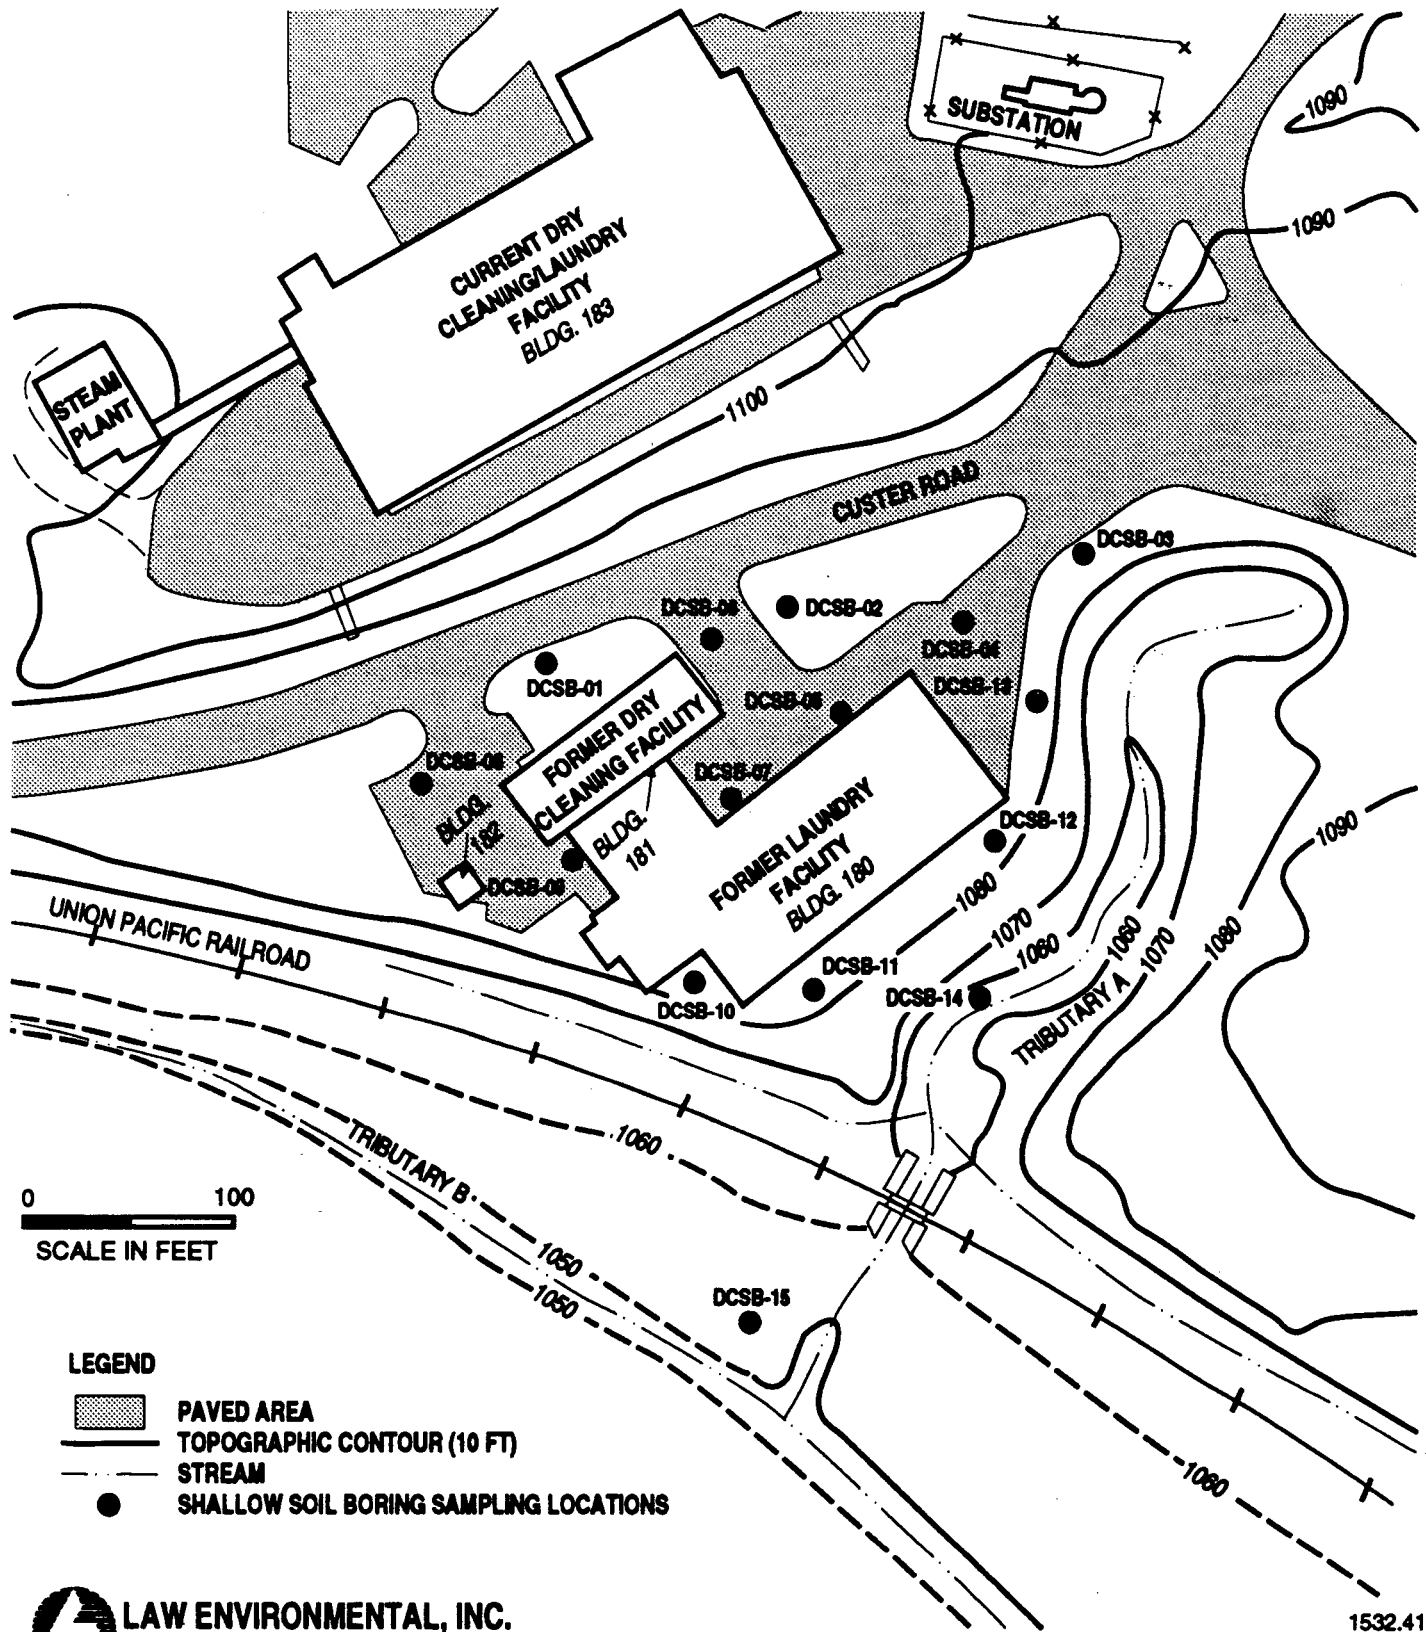 1090
SUBSTATION
1090
CURRENT DRY
CLEANING/LAUNDRY
FACILITY
BLDG. 183
STEAM
PLANT
1100
CUSTER ROAD
DCSB-03
DCSB-02
DCSB-04
DCSB-01
DCSB-13
FORMER DRY
CLEANING FACILITY
DCSB-07
BLDG.
182
BLDG.
181
DCSB-09
FORMER LAUNDRY
FACILITY
BLDG. 180
DCSB-12
1090
1080
1070
1060
1060
1070
1080
UNION PACIFIC RAILROAD
DCSB-11
DCSB-10
DCSB-14
TRIBUTARY A
1060
TRIBUTARY B
0 100
SCALE IN FEET
1050
1050
DCSB-15
LEGEND
PAVED AREA
TOPOGRAPHIC CONTOUR (10 FT)
STREAM
SHALLOW SOIL BORING SAMPLING LOCATIONS
1060
LAW ENVIRONMENTAL, INC.
1532.41